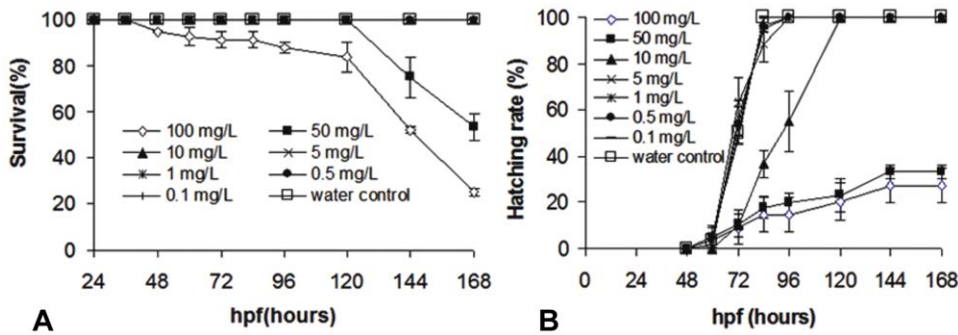 100
80
60
40
20
0
Survival(%)
100 mg/L 50 mg/L
10 mg/L 5 mg/L
1 mg/L 0.5 mg/L
0.1 mg/L water control
24 48 72 96 120 144 168
hpf(hours)
A
100
80
60
40
20
0
Hatching rate (%)
100 mg/L
50 mg/L
10 mg/L
5 mg/L
1 mg/L
0.5 mg/L
0.1 mg/L
water control
0 24 48 72 96 120 144 168
hpf(hours)
B